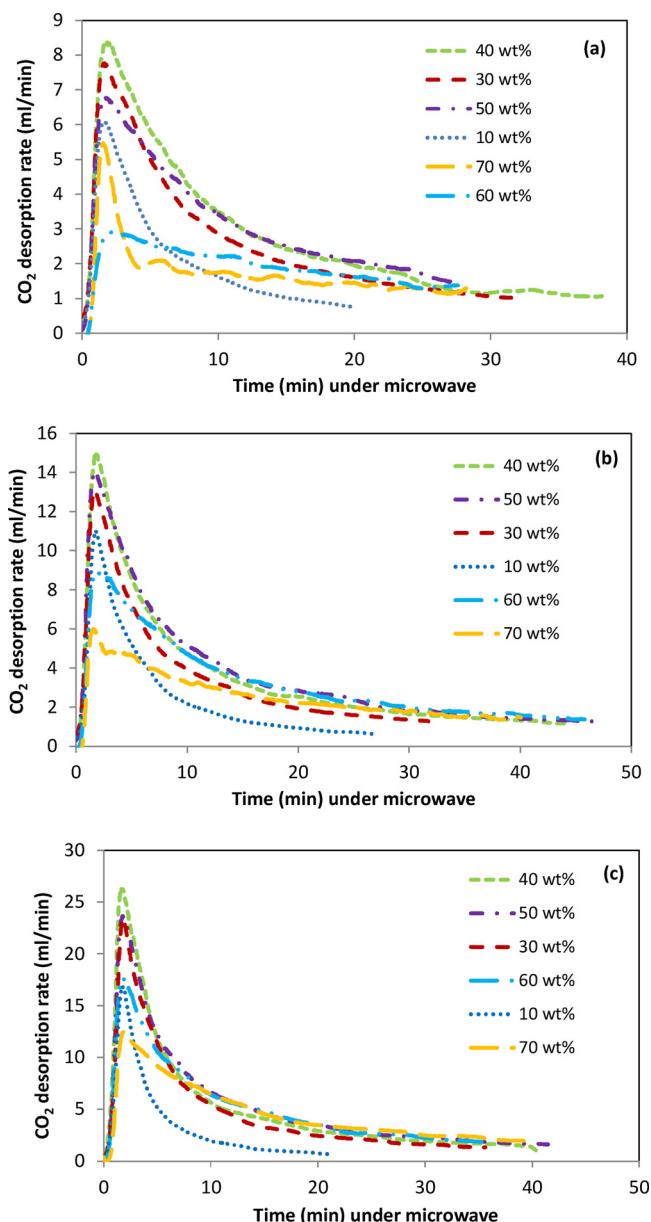 9
8
7
6
5
4
3
2
1
0
CO2 desorption rate (ml/min)
(a)
40 wt%
30 wt%
50 wt%
10 wt%
70 wt%
60 wt%
0 10 20 30 40
Time (min) under microwave
16
14
12
10
8
6
4
2
0
CO2 desorption rate (ml/min)
(b)
40 wt%
50 wt%
30 wt%
10 wt%
60 wt%
70 wt%
0 10 20 30 40 50
Time (min) under microwave
30
25
20
15
10
5
0
CO2 desorption rate (ml/min)
(c)
40 wt%
50 wt%
30 wt%
60 wt%
10 wt%
70 wt%
0 10 20 30 40 50
Time (min) under microwave